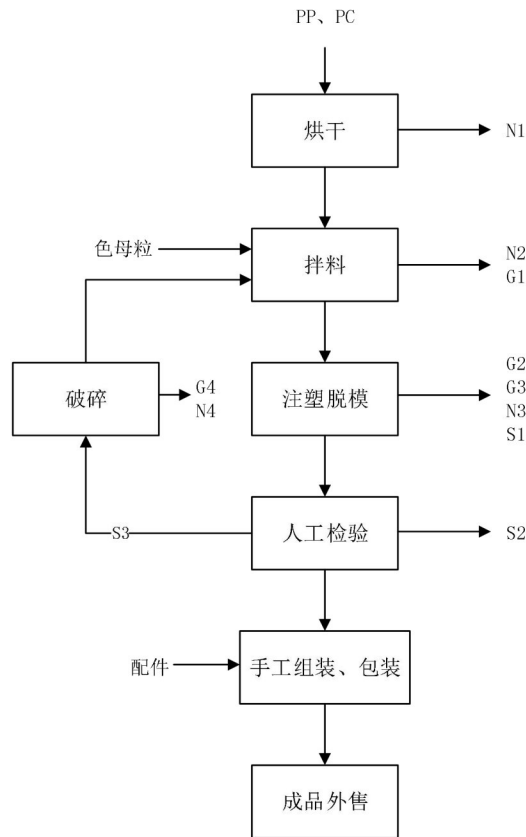 PP、PC
烘干
N1
色母粒
拌料
N2
G1
破碎
G4
N4
注塑脱模
G2
G3
N3
S1
S3
人工检验
S2
配件
手工组装、包装
成品外售